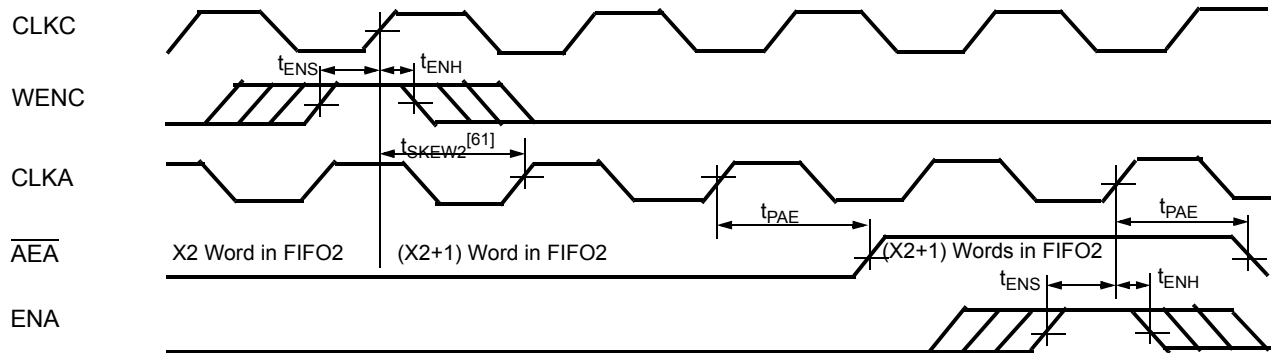 CLKC
tENS
tENH
WENC
tSKEW2[61]
CLKA
tPAE
tPAE
AEA
X2 Word in FIFO2
(X2+1) Word in FIFO2
(X2+1) Words in FIFO2
tENS
tENH
ENA